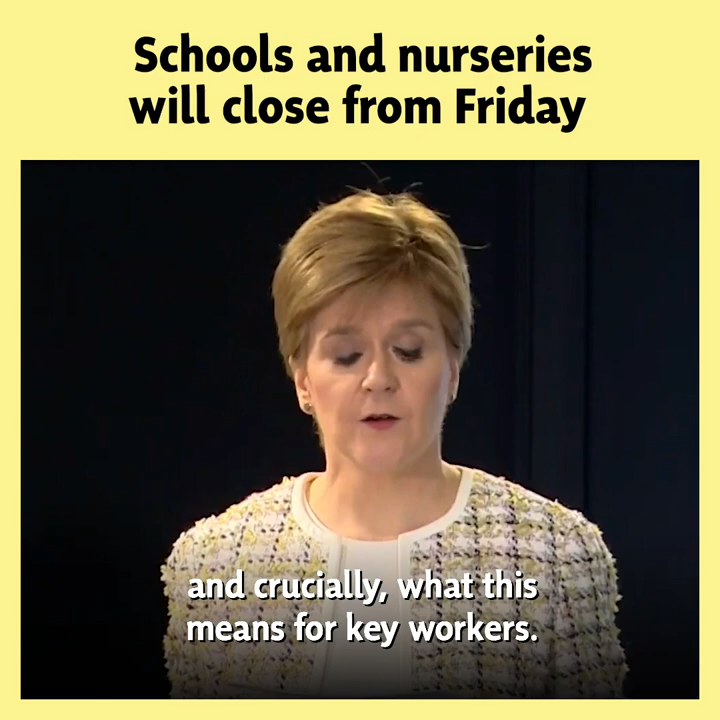 Schools and nurseries
will close from Friday
and crucially, what this
means for key workers.